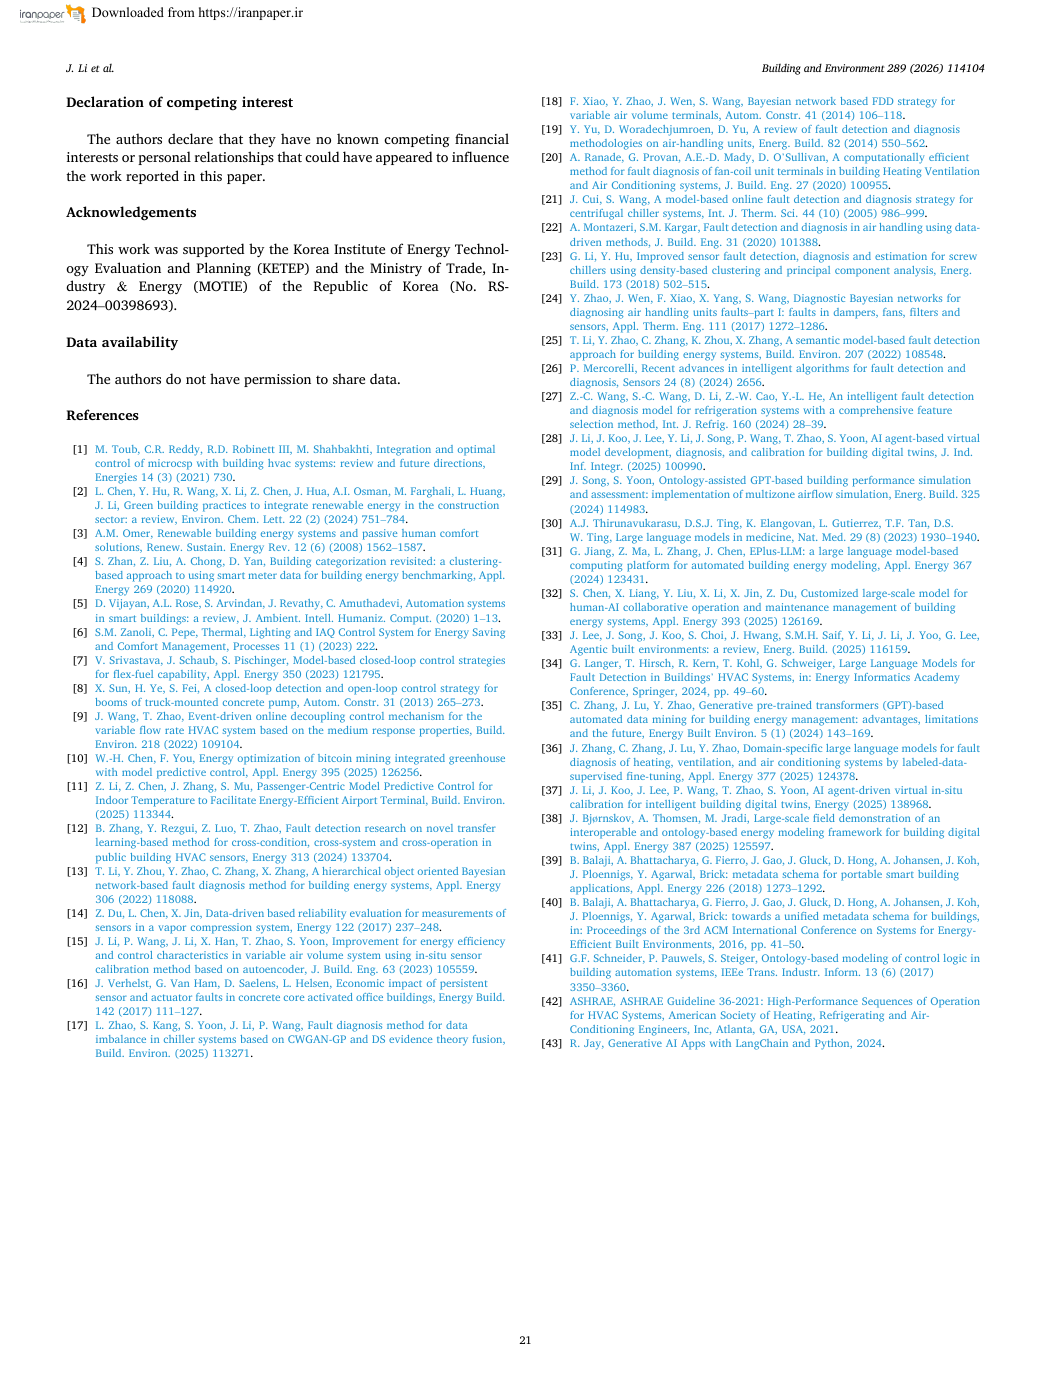 iranpaper
Downloaded from https://iranpaper.ir
J. Li et al.
Building and Environment 289 (2026) 114104
Declaration of competing interest
The authors declare that they have no known competing financial
interests or personal relationships that could have appeared to influence
the work reported in this paper.
Acknowledgements
This work was supported by the Korea Institute of Energy Technol-
ogy Evaluation and Planning (KETEP) and the Ministry of Trade, In-
dustry & Energy (MOTIE) of the Republic of Korea (No. RS-
2024–00398693).
Data availability
The authors do not have permission to share data.
References
[1] M. Toub, C.R. Reddy, R.D. Robinett III, M. Shahbakhti, Integration and optimal
control of microcsp with building hvac systems: review and future directions,
Energies 14 (3) (2021) 730.
[2] L. Chen, Y. Hu, R. Wang, X. Li, Z. Chen, J. Hua, A.I. Osman, M. Farghali, L. Huang,
J. Li, Green building practices to integrate renewable energy in the construction
sector: a review, Environ. Chem. Lett. 22 (2) (2024) 751–784.
[3] A.M. Omer, Renewable building energy systems and passive human comfort
solutions, Renew. Sustain. Energy Rev. 12 (6) (2008) 1562–1587.
[4] S. Zhan, Z. Liu, A. Chong, D. Yan, Building categorization revisited: a clustering-
based approach to using smart meter data for building energy benchmarking, Appl.
Energy 269 (2020) 114920.
[5] D. Vijayan, A.L. Rose, S. Arvindan, J. Revathy, C. Amuthadevi, Automation systems
in smart buildings: a review, J. Ambient. Intell. Humaniz. Comput. (2020) 1–13.
[6] S.M. Zanoli, C. Pepe, Thermal, Lighting and IAQ Control System for Energy Saving
and Comfort Management, Processes 11 (1) (2023) 222.
[7] V. Srivastava, J. Schaub, S. Pischinger, Model-based closed-loop control strategies
for flex-fuel capability, Appl. Energy 350 (2023) 121795.
[8] X. Sun, H. Ye, S. Fei, A closed-loop detection and open-loop control strategy for
booms of truck-mounted concrete pump, Autom. Constr. 31 (2013) 265–273.
[9] J. Wang, T. Zhao, Event-driven online decoupling control mechanism for the
variable flow rate HVAC system based on the medium response properties, Build.
Environ. 218 (2022) 109104.
[10] W.-H. Chen, F. You, Energy optimization of bitcoin mining integrated greenhouse
with model predictive control, Appl. Energy 395 (2025) 126256.
[11] Z. Li, Z. Chen, J. Zhang, S. Mu, Passenger-Centric Model Predictive Control for
Indoor Temperature to Facilitate Energy-Efficient Airport Terminal, Build. Environ.
(2025) 113344.
[12] B. Zhang, Y. Rezgui, Z. Luo, T. Zhao, Fault detection research on novel transfer
learning-based method for cross-condition, cross-system and cross-operation in
public building HVAC sensors, Energy 313 (2024) 133704.
[13] T. Li, Y. Zhou, Y. Zhao, C. Zhang, X. Zhang, A hierarchical object oriented Bayesian
network-based fault diagnosis method for building energy systems, Appl. Energy
306 (2022) 118088.
[14] Z. Du, L. Chen, X. Jin, Data-driven based reliability evaluation for measurements of
sensors in a vapor compression system, Energy 122 (2017) 237–248.
[15] J. Li, P. Wang, J. Li, X. Han, T. Zhao, S. Yoon, Improvement for energy efficiency
and control characteristics in variable air volume system using in-situ sensor
calibration method based on autoencoder, J. Build. Eng. 63 (2023) 105559.
[16] J. Verhelst, G. Van Ham, D. Saelens, L. Helsen, Economic impact of persistent
sensor and actuator faults in concrete core activated office buildings, Energy Build.
142 (2017) 111–127.
[17] L. Zhao, S. Kang, S. Yoon, J. Li, P. Wang, Fault diagnosis method for data
imbalance in chiller systems based on CWGAN-GP and DS evidence theory fusion,
Build. Environ. (2025) 113271.
[18] F. Xiao, Y. Zhao, J. Wen, S. Wang, Bayesian network based FDD strategy for
variable air volume terminals, Autom. Constr. 41 (2014) 106–118.
[19] Y. Yu, D. Woradechjumroen, D. Yu, A review of fault detection and diagnosis
methodologies on air-handling units, Energ. Build. 82 (2014) 550–562.
[20] A. Ranade, G. Provan, A.E.-D. Mady, D. O'Sullivan, A computationally efficient
method for fault diagnosis of fan-coil unit terminals in building Heating Ventilation
and Air Conditioning systems, J. Build. Eng. 27 (2020) 100955.
[21] J. Cui, S. Wang, A model-based online fault detection and diagnosis strategy for
centrifugal chiller systems, Int. J. Therm. Sci. 44 (10) (2005) 986–999.
[22] A. Montazeri, S.M. Kargar, Fault detection and diagnosis in air handling using data-
driven methods, J. Build. Eng. 31 (2020) 101388.
[23] G. Li, Y. Hu, Improved sensor fault detection, diagnosis and estimation for screw
chillers using density-based clustering and principal component analysis, Energ.
Build. 173 (2018) 502–515.
[24] Y. Zhao, J. Wen, F. Xiao, X. Yang, S. Wang, Diagnostic Bayesian networks for
diagnosing air handling units faults–part I: faults in dampers, fans, filters and
sensors, Appl. Therm. Eng. 111 (2017) 1272–1286.
[25] T. Li, Y. Zhao, C. Zhang, K. Zhou, X. Zhang, A semantic model-based fault detection
approach for building energy systems, Build. Environ. 207 (2022) 108548.
[26] P. Mercorelli, Recent advances in intelligent algorithms for fault detection and
diagnosis, Sensors 24 (8) (2024) 2656.
[27] Z.-C. Wang, S.-C. Wang, D. Li, Z.-W. Cao, Y.-L. He, An intelligent fault detection
and diagnosis model for refrigeration systems with a comprehensive feature
selection method, Int. J. Refrig. 160 (2024) 28–39.
[28] J. Li, J. Koo, J. Lee, Y. Li, J. Song, P. Wang, T. Zhao, S. Yoon, AI agent-based virtual
model development, diagnosis, and calibration for building digital twins, J. Ind.
Inf. Integr. (2025) 100990.
[29] J. Song, S. Yoon, Ontology-assisted GPT-based building performance simulation
and assessment: implementation of multizone airflow simulation, Energ. Build. 325
(2024) 114983.
[30] A.J. Thirunavukarasu, D.S.J. Ting, K. Elangovan, L. Gutierrez, T.F. Tan, D.S.
W. Ting, Large language models in medicine, Nat. Med. 29 (8) (2023) 1930–1940.
[31] G. Jiang, Z. Ma, L. Zhang, J. Chen, EPlus-LLM: a large language model-based
computing platform for automated building energy modeling, Appl. Energy 367
(2024) 123431.
[32] S. Chen, X. Liang, Y. Liu, X. Li, X. Jin, Z. Du, Customized large-scale model for
human-AI collaborative operation and maintenance management of building
energy systems, Appl. Energy 393 (2025) 126169.
[33] J. Lee, J. Song, J. Koo, S. Choi, J. Hwang, S.M.H. Saif, Y. Li, J. Li, J. Yoo, G. Lee,
Agentic built environments: a review, Energ. Build. (2025) 116159.
[34] G. Langer, T. Hirsch, R. Kern, T. Kohl, G. Schweiger, Large Language Models for
Fault Detection in Buildings' HVAC Systems, in: Energy Informatics Academy
Conference, Springer, 2024, pp. 49–60.
[35] C. Zhang, J. Lu, Y. Zhao, Generative pre-trained transformers (GPT)-based
automated data mining for building energy management: advantages, limitations
and the future, Energy Built Environ. 5 (1) (2024) 143–169.
[36] J. Zhang, C. Zhang, J. Lu, Y. Zhao, Domain-specific large language models for fault
diagnosis of heating, ventilation, and air conditioning systems by labeled-data-
supervised fine-tuning, Appl. Energy 377 (2025) 124378.
[37] J. Li, J. Koo, J. Lee, P. Wang, T. Zhao, S. Yoon, AI agent-driven virtual in-situ
calibration for intelligent building digital twins, Energy (2025) 138968.
[38] J. Bjørnskov, A. Thomsen, M. Jradi, Large-scale field demonstration of an
interoperable and ontology-based energy modeling framework for building digital
twins, Appl. Energy 387 (2025) 125597.
[39] B. Balaji, A. Bhattacharya, G. Fierro, J. Gao, J. Gluck, D. Hong, A. Johansen, J. Koh,
J. Ploennigs, Y. Agarwal, Brick: metadata schema for portable smart building
applications, Appl. Energy 226 (2018) 1273–1292.
[40] B. Balaji, A. Bhattacharya, G. Fierro, J. Gao, J. Gluck, D. Hong, A. Johansen, J. Koh,
J. Ploennigs, Y. Agarwal, Brick: towards a unified metadata schema for buildings,
in: Proceedings of the 3rd ACM International Conference on Systems for Energy-
Efficient Built Environments, 2016, pp. 41–50.
[41] G.F. Schneider, P. Pauwels, S. Steiger, Ontology-based modeling of control logic in
building automation systems, IEEe Trans. Industr. Inform. 13 (6) (2017)
3350–3360.
[42] ASHRAE, ASHRAE Guideline 36-2021: High-Performance Sequences of Operation
for HVAC Systems, American Society of Heating, Refrigerating and Air-
Conditioning Engineers, Inc, Atlanta, GA, USA, 2021.
[43] R. Jay, Generative AI Apps with LangChain and Python, 2024.
21